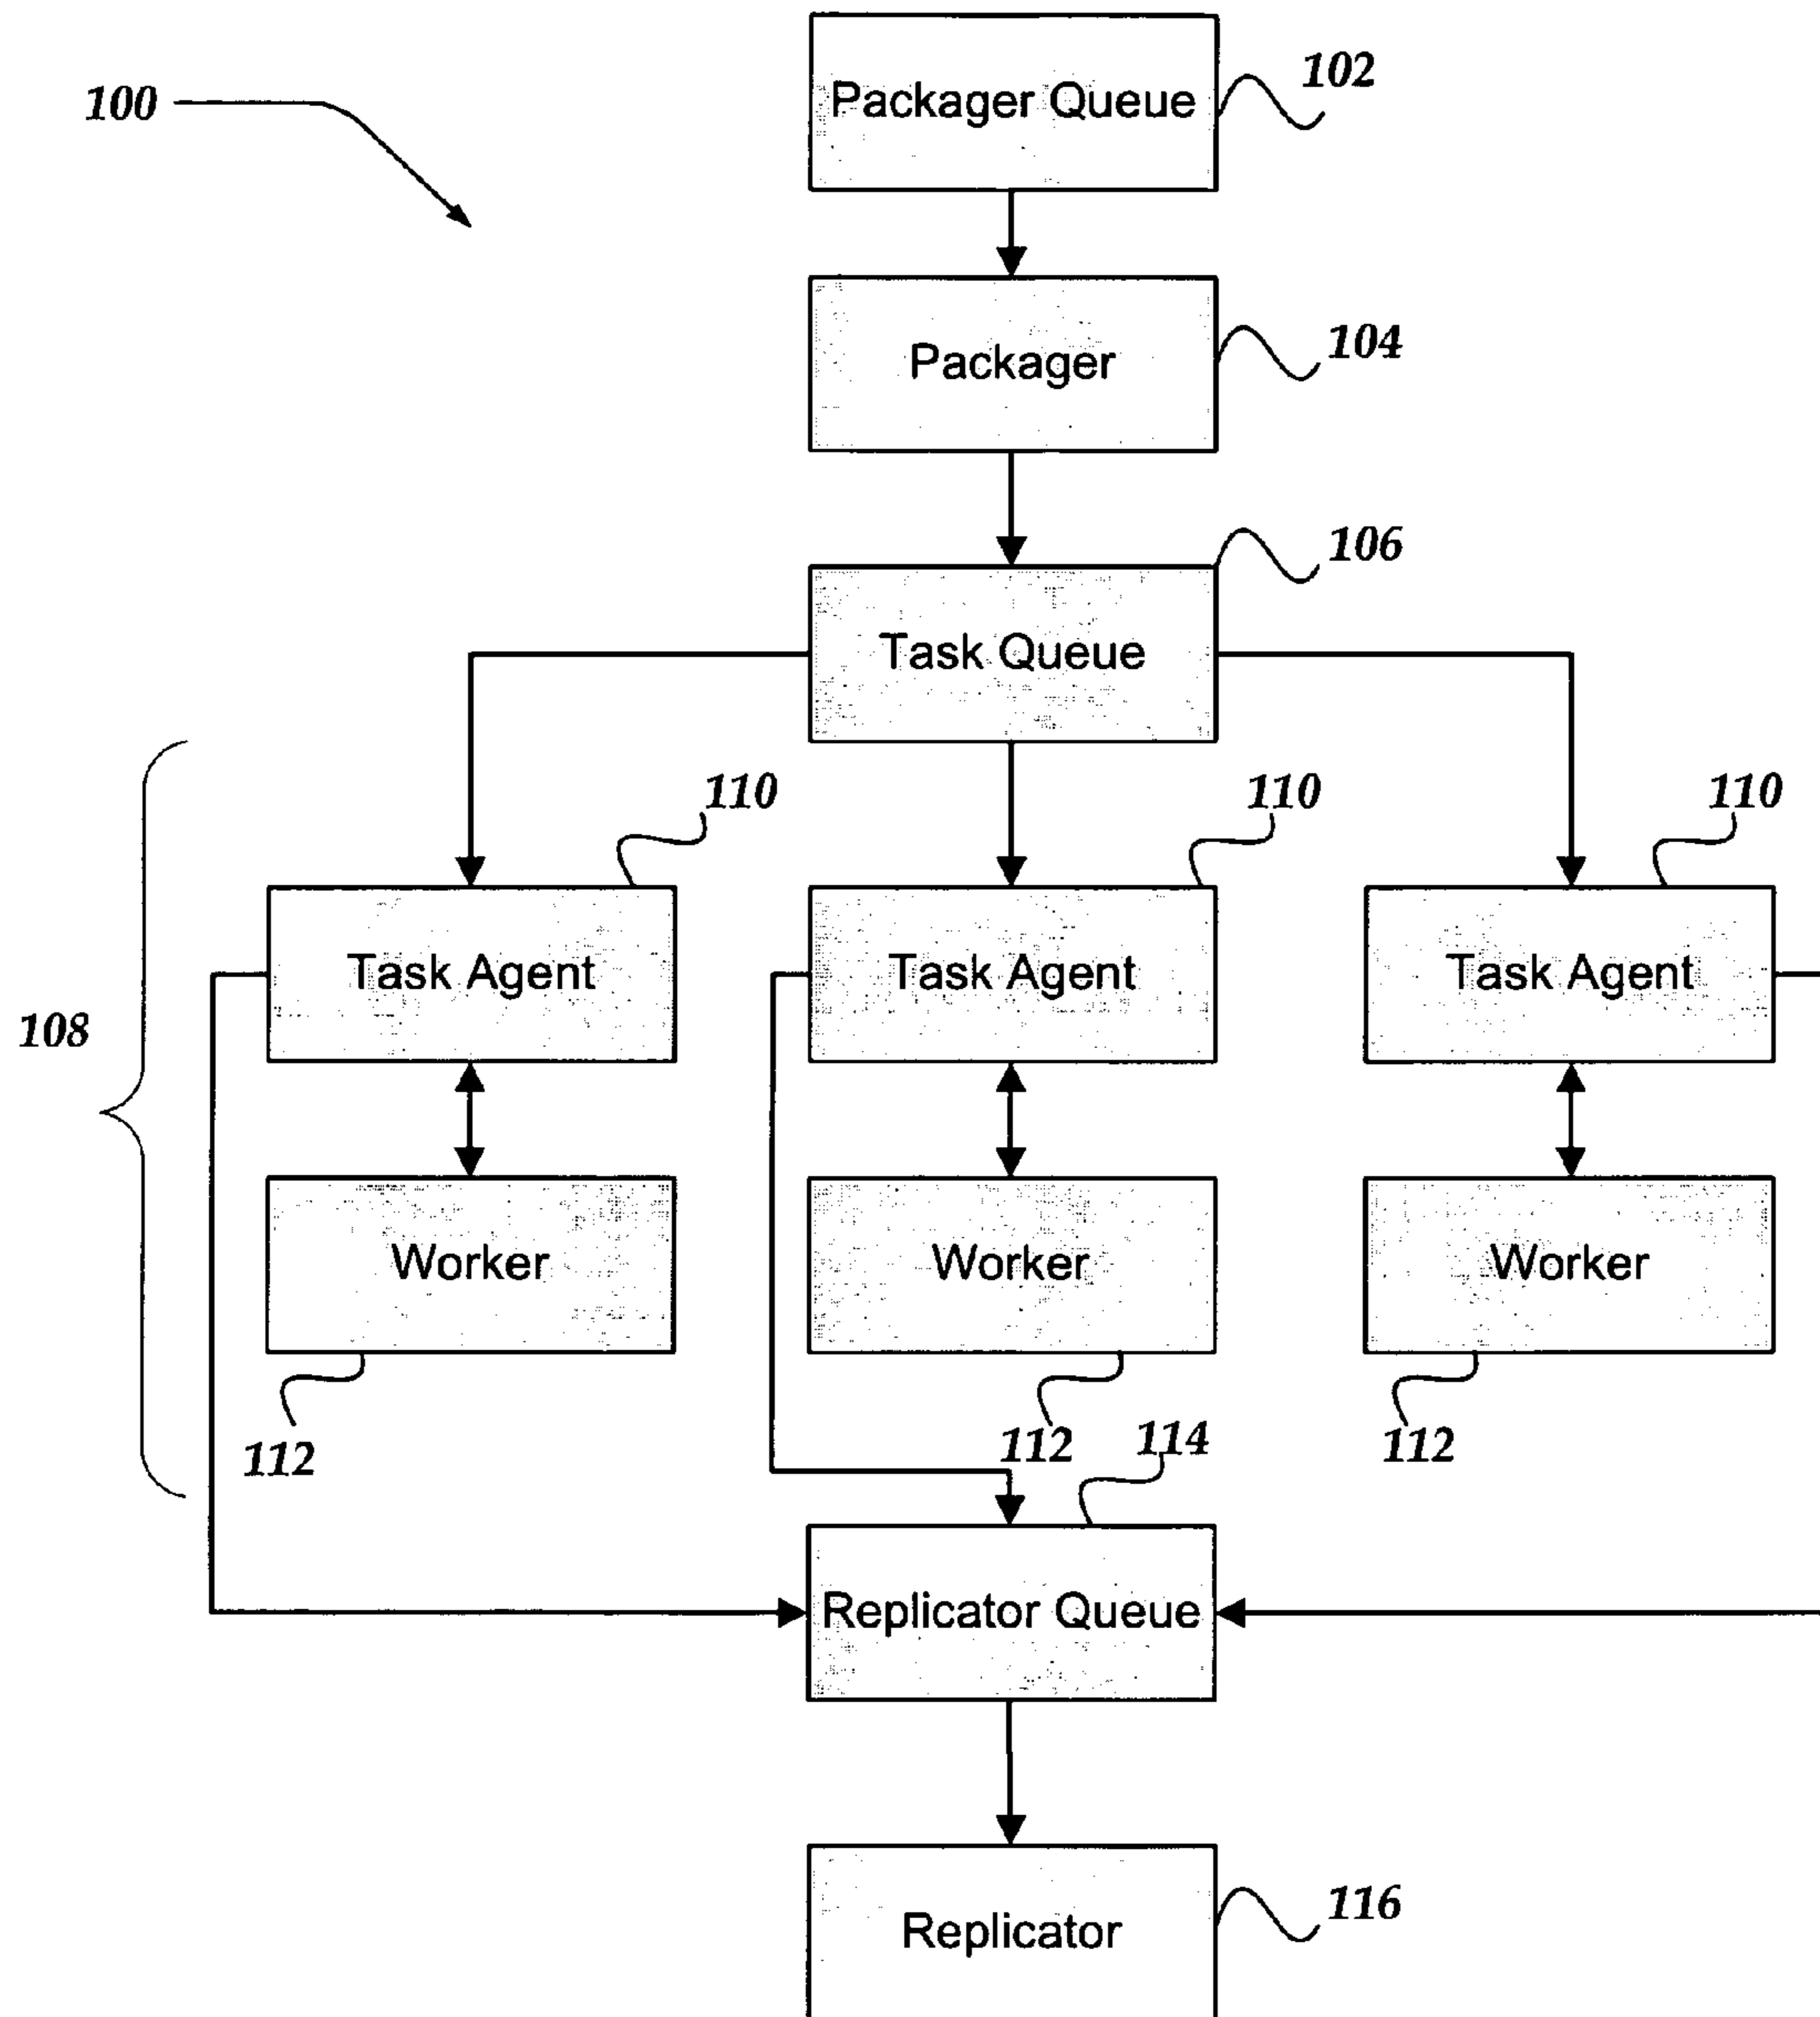 100
Packager Queue
102
Packager
104
106
Task Queue
110
110
110
Task Agent
Task Agent
Task Agent
108
Worker
Worker
Worker
112
112
114
112
Replicator Queue
Replicator
116